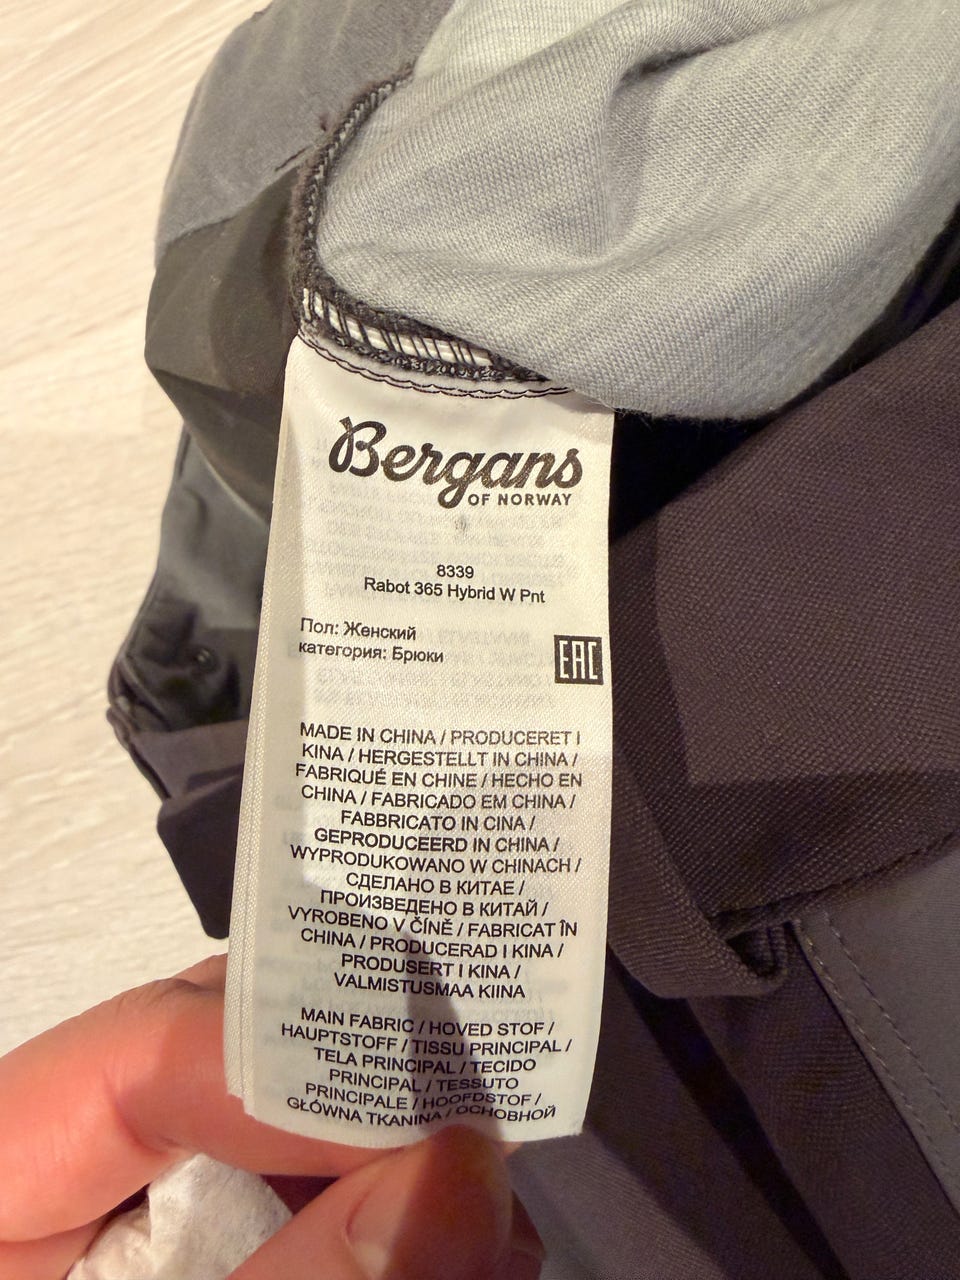 Bergans
OF NORWAY
8339
Rabot 365 Hybrid W Pnt
Пол: Женский
категория: Брюки
EAC
MADE IN CHINA / PRODUCERET I
KINA / HERGESTELLT IN CHINA /
FABRIQUÉ EN CHINE / HECHO EN
CHINA / FABRICADO EM CHINA /
FABBRICATO IN CINA /
GEPRODUCEERD IN CHINA /
WYPRODUKOWANO W CHINACH /
СДЕЛАНО В КИТАЕ /
ПРОИЗВЕДЕНО В КИТАЙ /
VYROBENO V ČÍNĚ / FABRICAT ÎN
CHINA / PRODUCERAD I KINA /
PRODUSERT I KINA /
VALMISTUSMAA KIINA
MAIN FABRIC / HOVED STOF /
HAUPTSTOFF / TISSU PRINCIPAL /
TELA PRINCIPAL / TECIDO
PRINCIPAL / TESSUTO
PRINCIPALE / HOOFDSTOF /
GŁÓWNA TKANINA / ОСНОВНОЙ